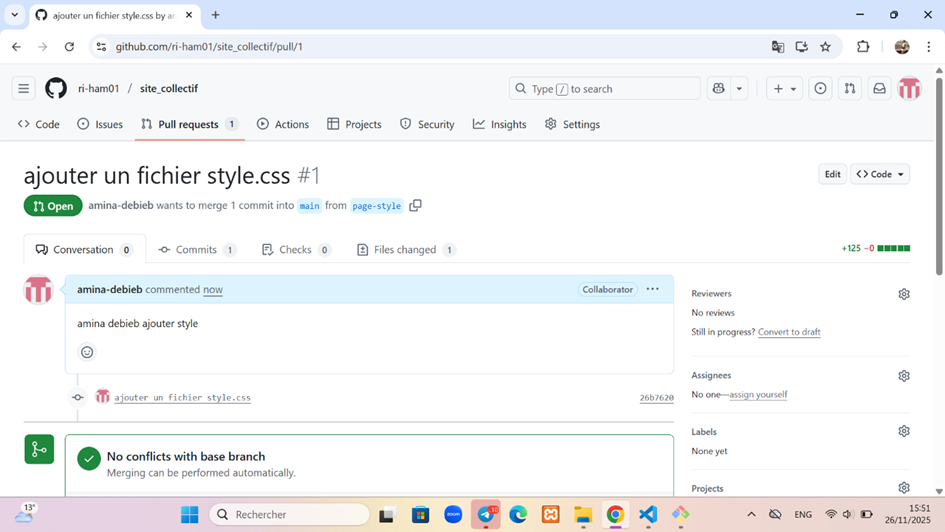 ajouter un fichier style.css by an
github.com/ri-ham01/site_collectif/pull/1
ri-ham01 / site_collectif
Type / to search
Code Issues Pull requests 1 Actions Projects Security Insights Settings
ajouter un fichier style.css #1
Edit Code
Open amina-debieb wants to merge 1 commit into main from page-style
Conversation 0 Commits 1 Checks 0 Files changed 1
+125 −0
amina-debieb commented now Collaborator
amina debieb ajouter style
ajouter un fichier style.css 26b7620
No conflicts with base branch
Merging can be performed automatically.
Reviewers
No reviews
Still in progress? Convert to draft
Assignees
No one—assign yourself
Labels
None yet
Projects
13°
Rechercher
zoom
ENG
15:51
26/11/2025